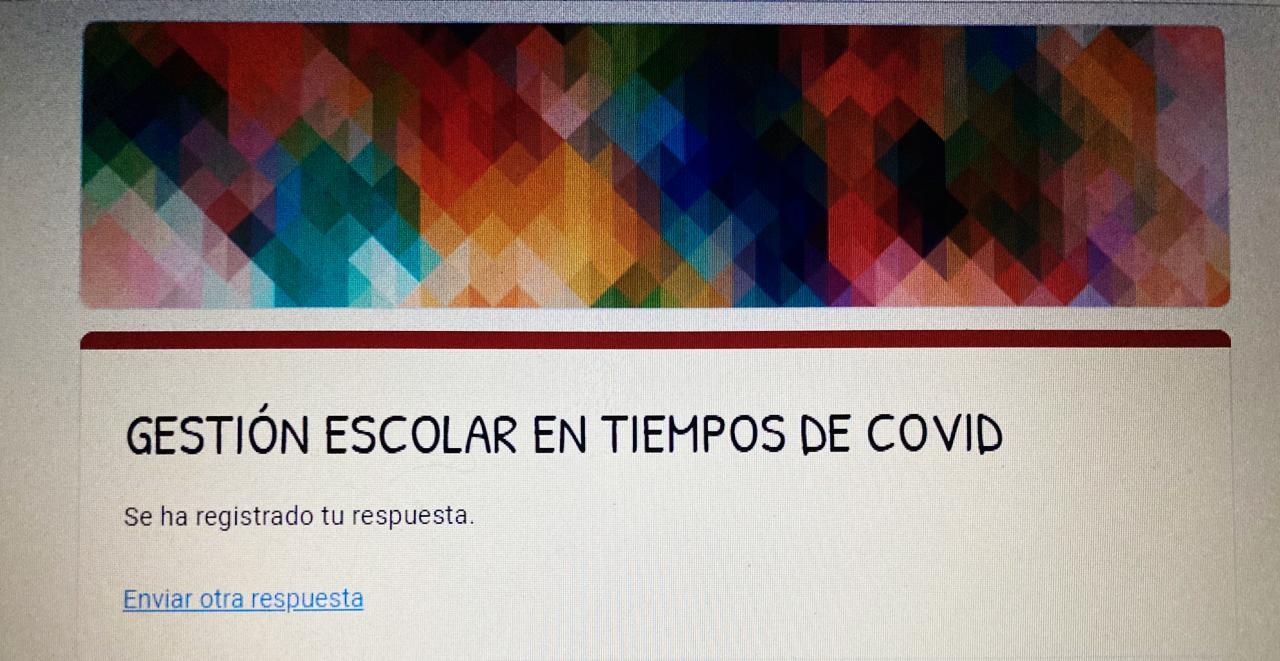 GESTIÓN ESCOLAR EN TIEMPOS DE COVID
Se ha registrado tu respuesta.
Enviar otra respuesta